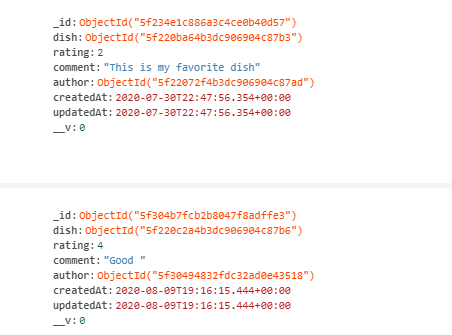 _id: ObjectId("5f234e1c886a3c4ce0b40d57")
dish: ObjectId("5f220ba64b3dc906904c87b3")
rating: 2
comment: "This is my favorite dish"
author: ObjectId("5f22072f4b3dc906904c87ad")
createdAt: 2020-07-30T22:47:56.354+00:00
updatedAt: 2020-07-30T22:47:56.354+00:00
__v: 0
_id: ObjectId("5f304b7fcb2b8047f8adffe3")
dish: ObjectId("5f220c2a4b3dc906904c87b6")
rating: 4
comment: "Good "
author: ObjectId("5f30494832fdc32ad0e43518")
createdAt: 2020-08-09T19:16:15.444+00:00
updatedAt: 2020-08-09T19:16:15.444+00:00
__v: 0